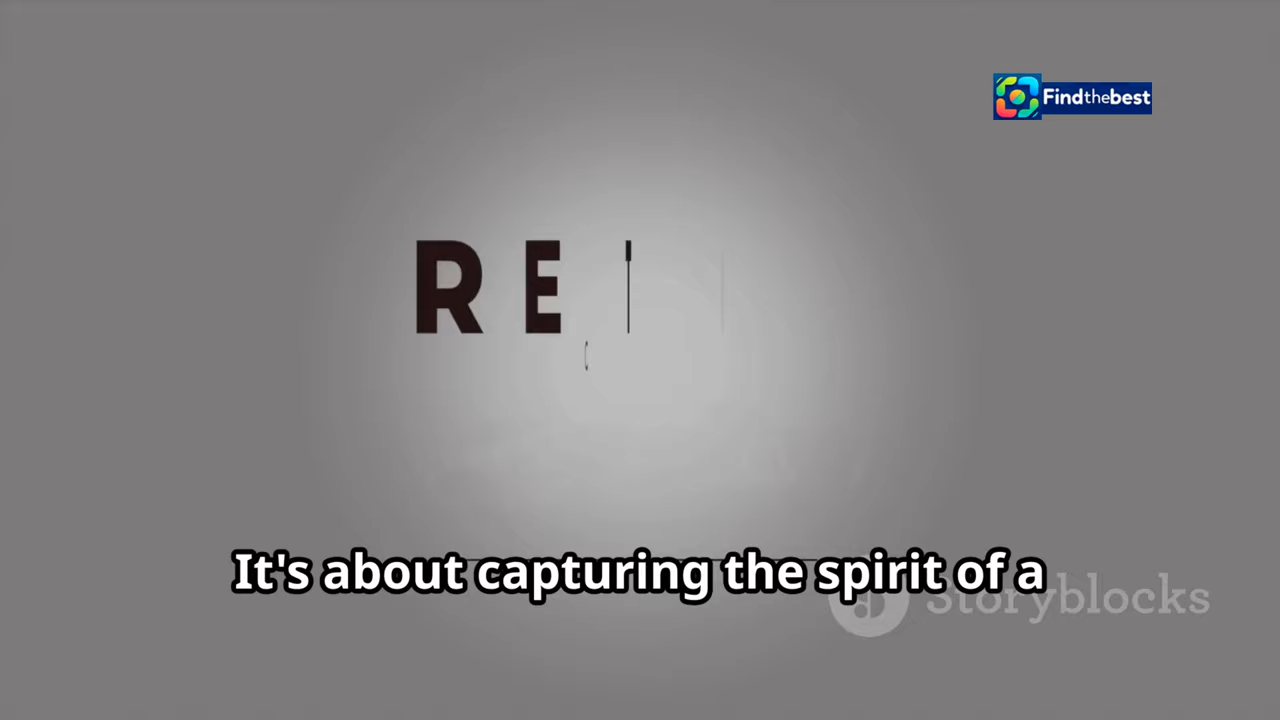 Findthebest
RE
It's about capturing the spirit of a
Storyblocks